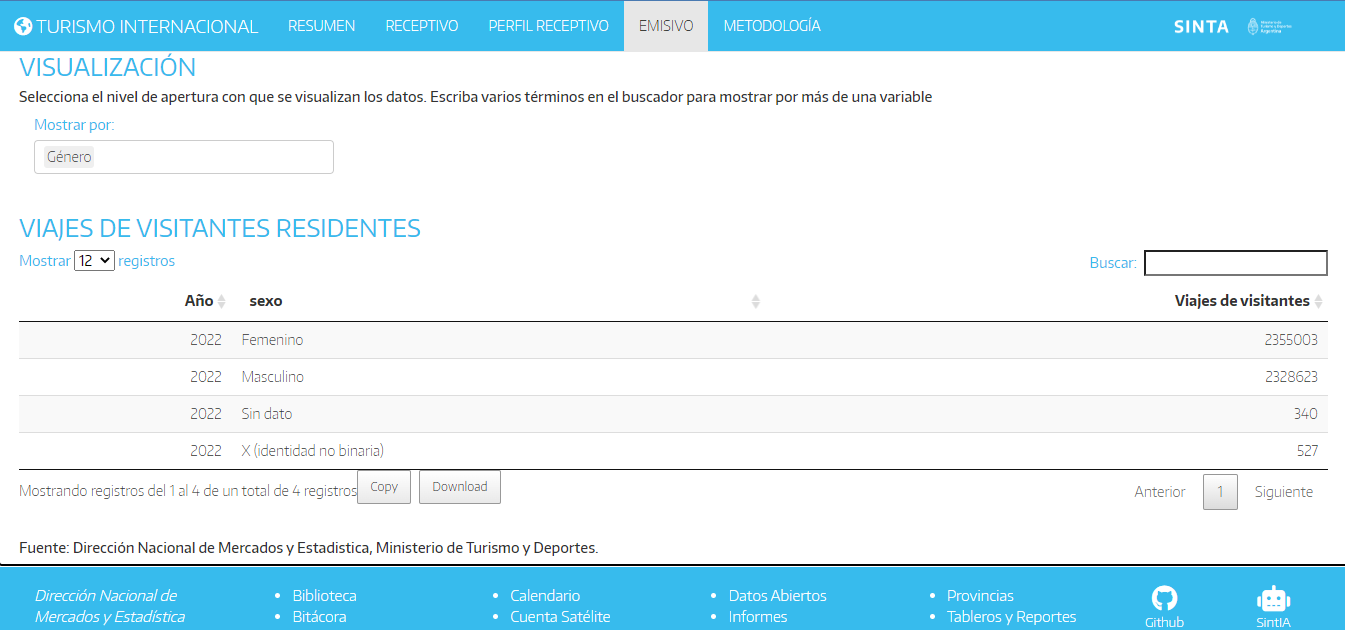 TURISMO INTERNACIONAL RESUMEN RECEPTIVO PERFIL RECEPTIVO EMISIVO METODOLOGÍA SINTA
VISUALIZACIÓN
Selecciona el nivel de apertura con que se visualizan los datos. Escriba varios términos en el buscador para mostrar por más de una variable
Mostrar por:
Género
VIAJES DE VISITANTES RESIDENTES
Mostrar 12 registros Buscar:
Año sexo Viajes de visitantes
2022 Femenino 2355003
2022 Masculino 2328623
2022 Sin dato 340
2022 X (identidad no binaria) 527
Mostrando registros del 1 al 4 de un total de 4 registros Copy Download Anterior 1 Siguiente
Fuente: Dirección Nacional de Mercados y Estadistica, Ministerio de Turismo y Deportes.
Dirección Nacional de Biblioteca Calendario Datos Abiertos Provincias
Mercados y Estadística Bitácora Cuenta Satélite Informes Tableros y Reportes Github SintIA